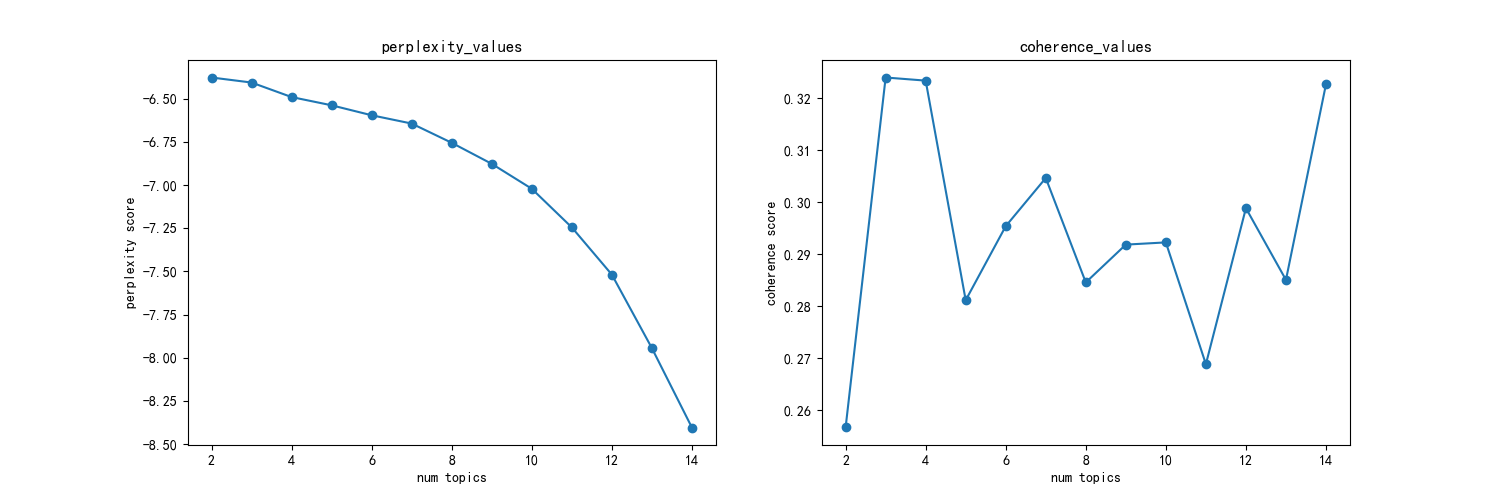 perplexity_values
-6.50
-6.75
-7.00
-7.25
-7.50
-7.75
-8.00
-8.25
-8.50
perplexity score
2 4 6 8 10 12 14
num topics
coherence_values
0.32
0.31
0.30
0.29
0.28
0.27
0.26
coherence score
2 4 6 8 10 12 14
num topics